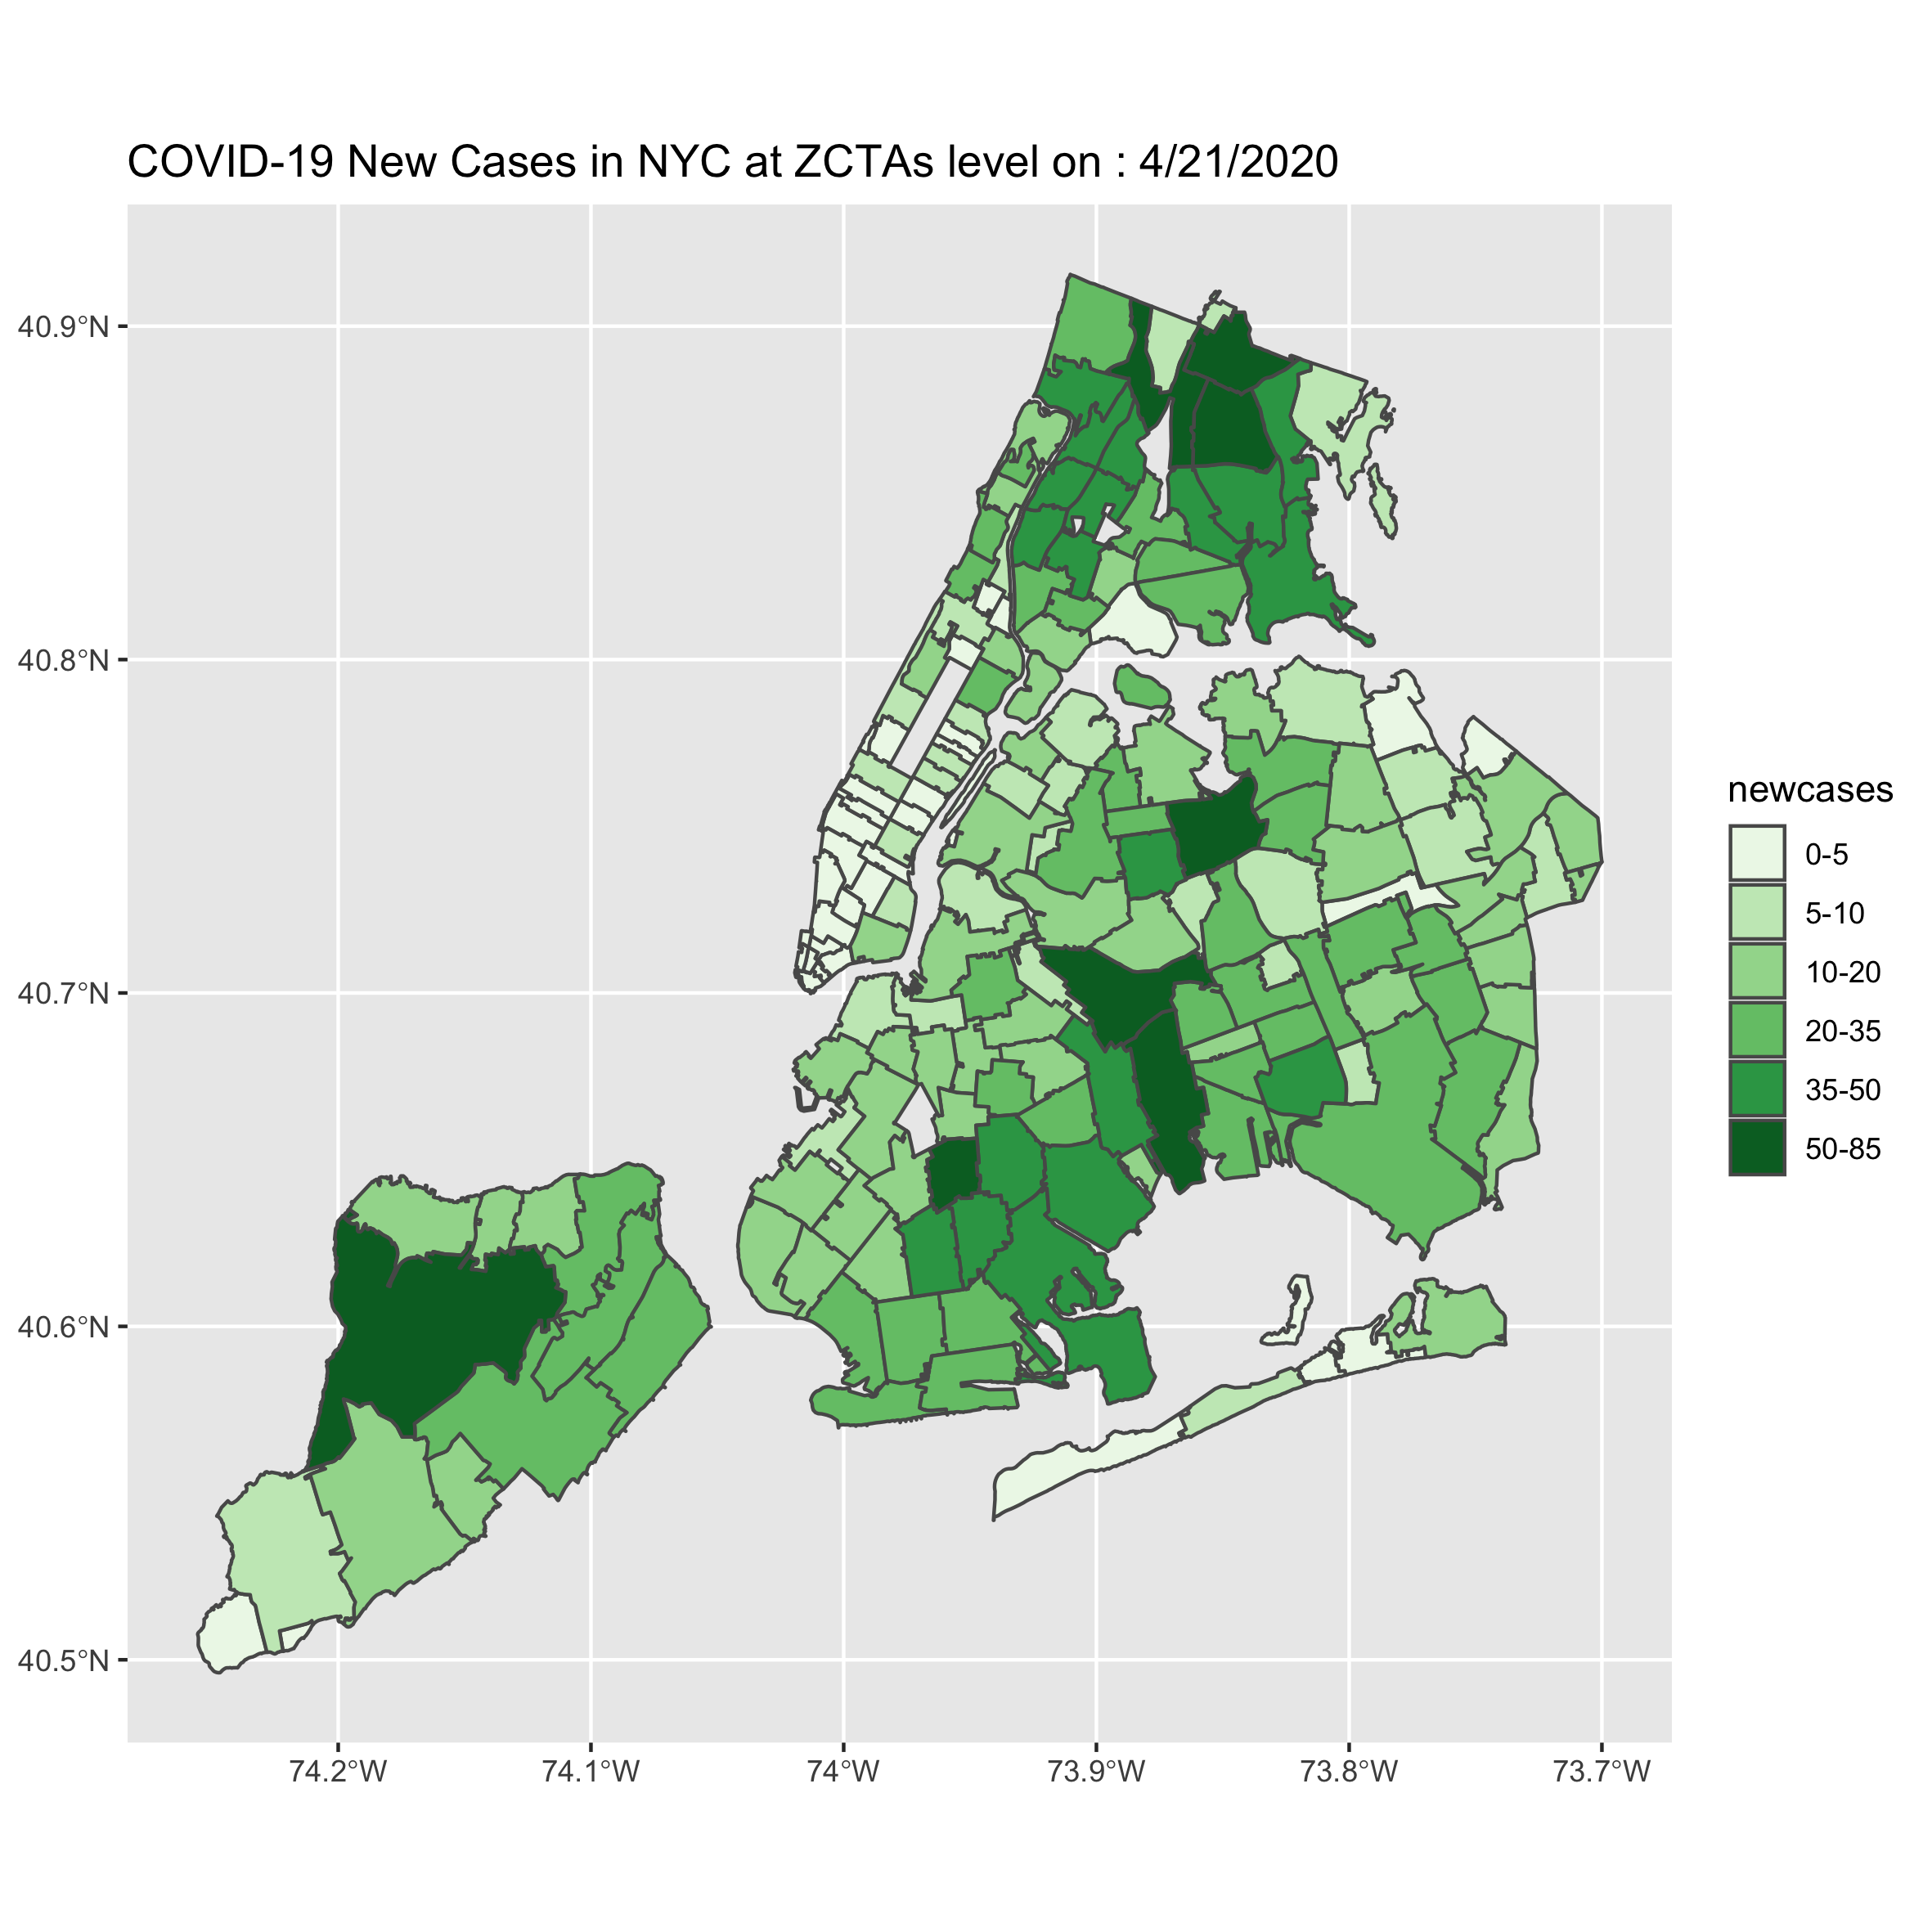 COVID-19 New Cases in NYC at ZCTAs level on : 4/21/2020
40.9°N
40.8°N
40.7°N
40.6°N
40.5°N
74.2°W
74.1°W
74°W
73.9°W
73.8°W
73.7°W
newcases
0-5
5-10
10-20
20-35
35-50
50-85